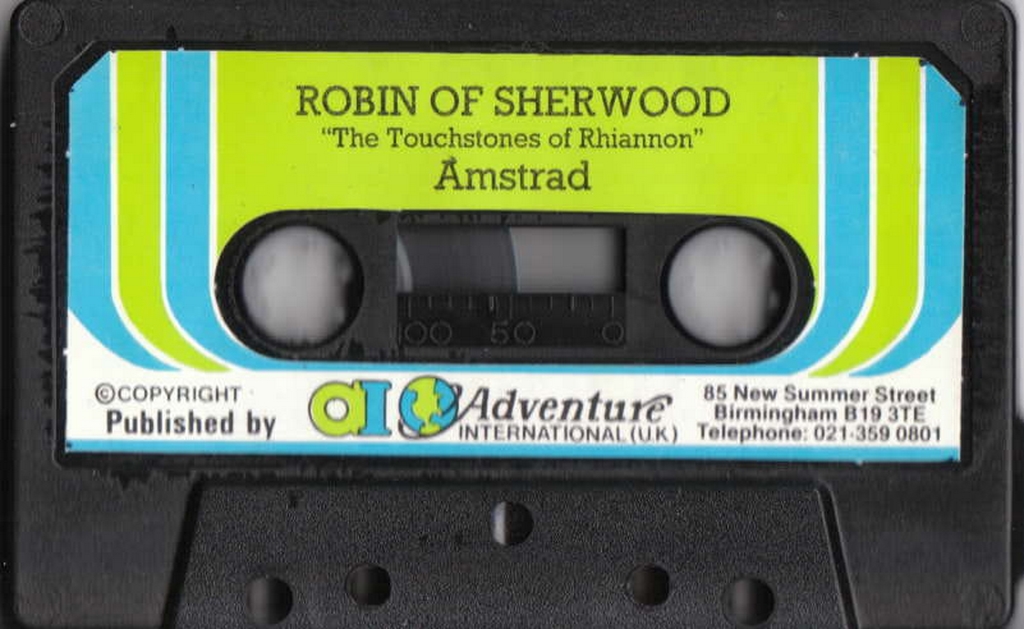 ROBIN OF SHERWOOD
"The Touchstones of Rhiannon"
Amstrad
100 50 0
©COPYRIGHT
Published by
aI Adventure
INTERNATIONAL (U.K)
85 New Summer Street
Birmingham B19 3TE
Telephone: 021-359 0801